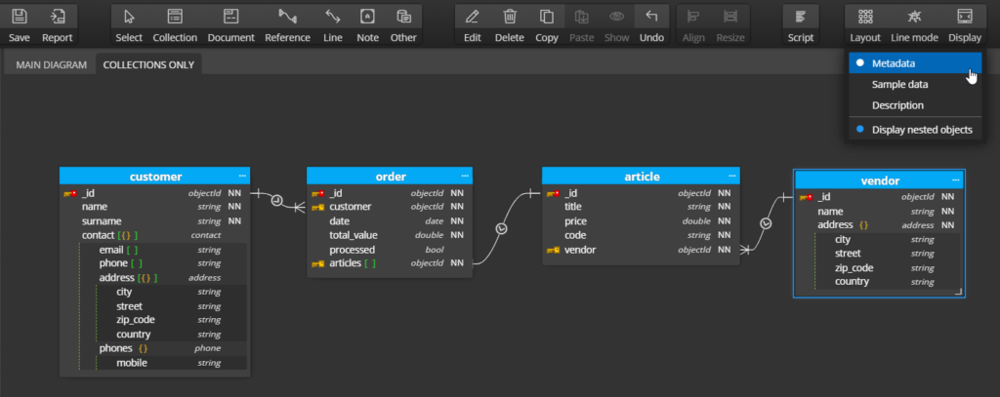 Save Report Select Collection Document Reference Line Note Other Edit Delete Copy Paste Show Undo Align Resize Script Layout Line mode Display
MAIN DIAGRAM COLLECTIONS ONLY
Metadata
Sample data
Description
Display nested objects
customer ...
_id objectId NN
name string NN
surname string NN
contact [{} ] contact
email [ ] string
phone [ ] string
address [{} ] address
city string
street string
zip_code string
country string
phones {} phone
mobile string
order ...
_id objectId NN
customer objectId NN
date date NN
total_value double NN
processed bool
articles [ ] objectId NN
article ...
_id objectId NN
title string NN
price double NN
code string NN
vendor objectId NN
vendor ...
_id objectId NN
name string NN
address {} address NN
city string
street string
zip_code string
country string